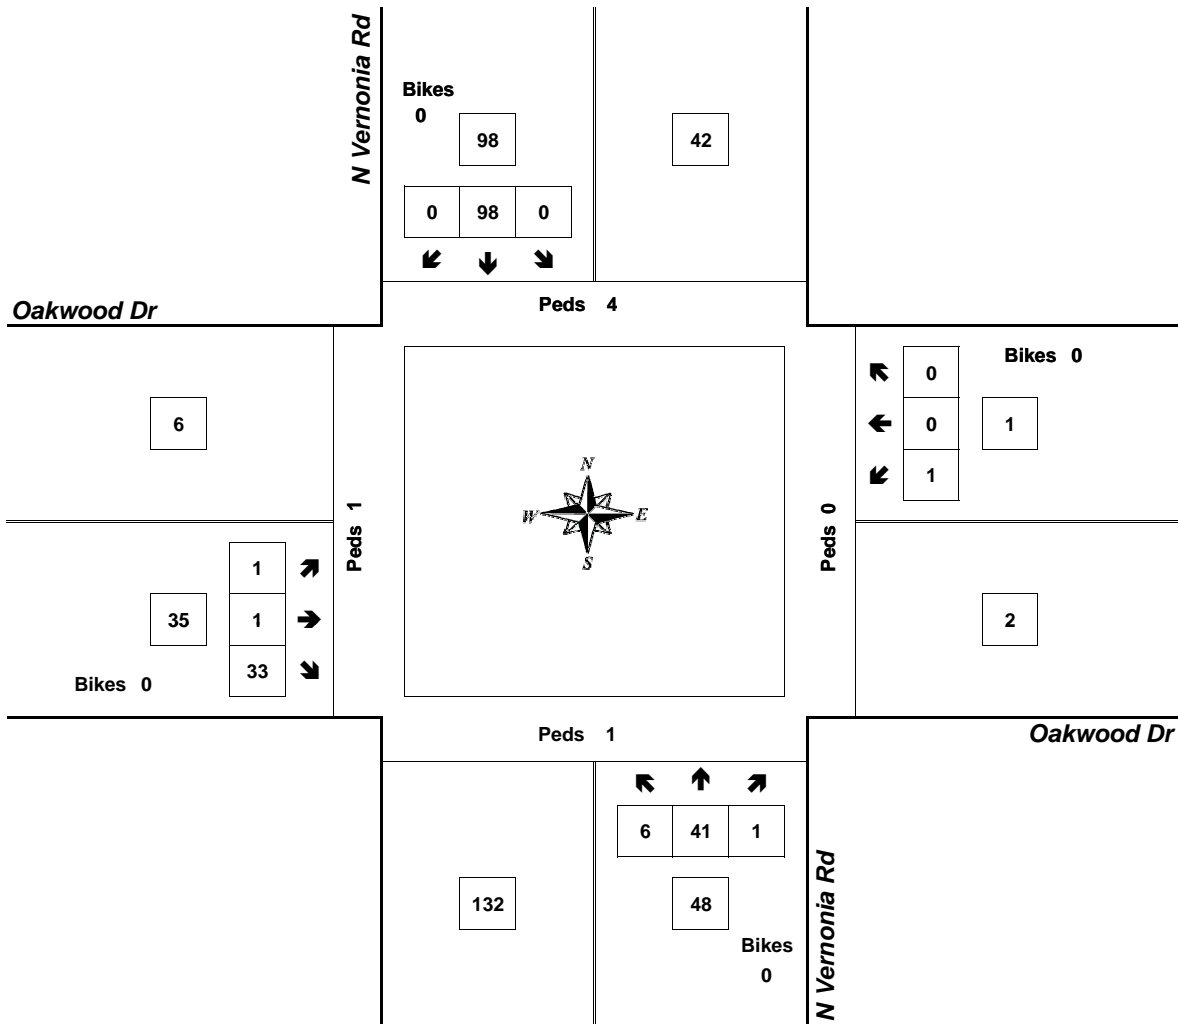 N Vernonia Rd
Bikes
0
98
42
0 98 0
Peds 4
Oakwood Dr
Bikes 0
0
0
1
1
6
N
W E
S
Peds 1
Peds 0
1
1
33
35
2
Bikes 0
Peds 1
Oakwood Dr
6 41 1
132
48
Bikes
0
N Vernonia Rd